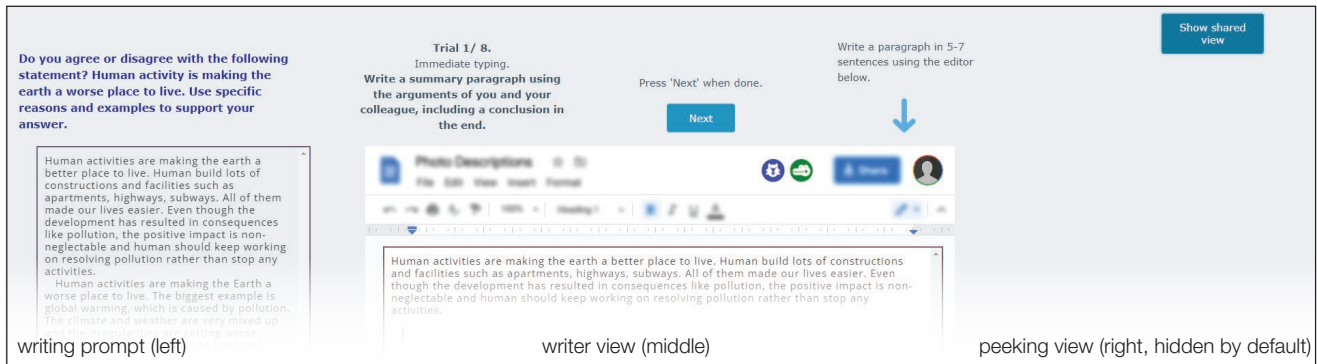 Show shared
view
Do you agree or disagree with the following
statement? Human activity is making the
earth a worse place to live. Use specific
reasons and examples to support your
answer.
Trial 1/ 8.
Immediate typing.
Write a summary paragraph using
the arguments of you and your
colleague, including a conclusion in
the end.
Press 'Next' when done.
Next
Write a paragraph in 5-7
sentences using the editor
below.
Human activities are making the earth a
better place to live. Human build lots of
constructions and facilities such as
apartments, highways, subways. All of them
made our lives easier. Even though the
development has resulted in consequences
like pollution, the positive impact is non-
neglectable and human should keep working
on resolving pollution rather than stop any
activities.
Human activities are making the Earth a
worse place to live. The biggest example is
global warming, which is caused by pollution.
The climate and weather are very mixed up
and the irregularities are getting worse
Photo Descriptions
File Edit View Insert Format
100% Heading 1 B I U A
Share
Human activities are making the earth a better place to live. Human build lots of constructions
and facilities such as apartments, highways, subways. All of them made our lives easier. Even
though the development has resulted in consequences like pollution, the positive impact is non-
neglectable and human should keep working on resolving pollution rather than stop any
activities.
writing prompt (left)
writer view (middle)
peeking view (right, hidden by default)